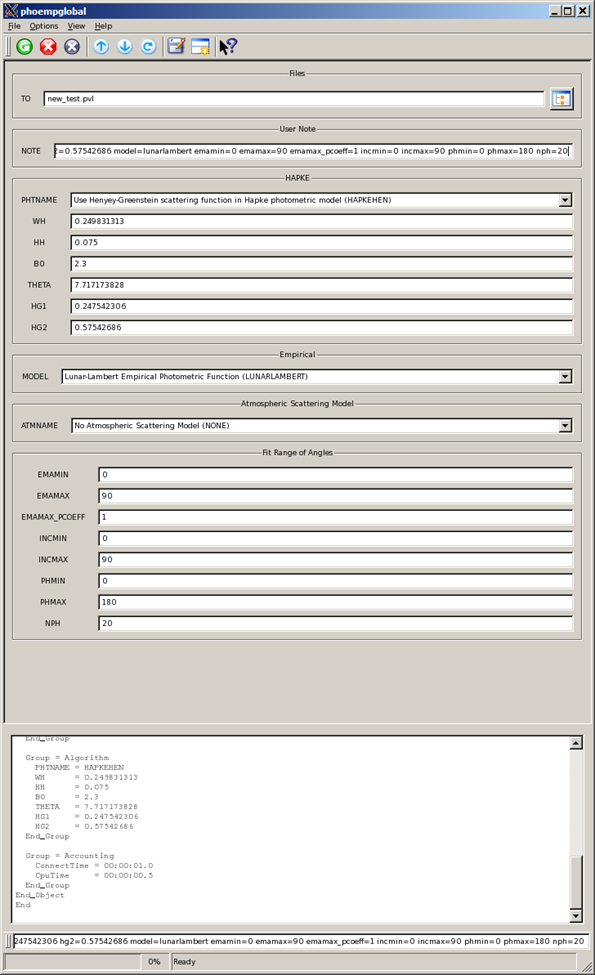 phoempglobal
File Options View Help
Files
TO new_test.pvl
User Note
NOTE 2=0.57542686 model=lunarlambert emamin=0 emamax=90 emamax_pcoeff=1 incmin=0 incmax=90 phmin=0 phmax=180 nph=20
HAPKE
PHTNAME Use Henyey-Greenstein scattering function in Hapke photometric model (HAPKEHEN)
WH 0.249831313
HH 0.075
B0 2.3
THETA 7.717173828
HG1 0.247542306
HG2 0.57542686
Empirical
MODEL Lunar-Lambert Empirical Photometric Function (LUNARLAMBERT)
Atmospheric Scattering Model
ATMNAME No Atmospheric Scattering Model (NONE)
Fit Range of Angles
EMAMIN 0
EMAMAX 90
EMAMAX_PCOEFF 1
INCMIN 0
INCMAX 90
PHMIN 0
PHMAX 180
NPH 20
End_Group
Group = Algorithm
PHTNAME = HAPKEHEN
WH = 0.249831313
HH = 0.075
B0 = 2.3
THETA = 7.717173828
HG1 = 0.247542306
HG2 = 0.57542686
End_Group
Group = Accounting
ConnectTime = 00:00:01.0
CpuTime = 00:00:00.5
End_Group
End_Object
End
247542306 hg2=0.57542686 model=lunarlambert emamin=0 emamax=90 emamax_pcoeff=1 incmin=0 incmax=90 phmin=0 phmax=180 nph=20
0% Ready